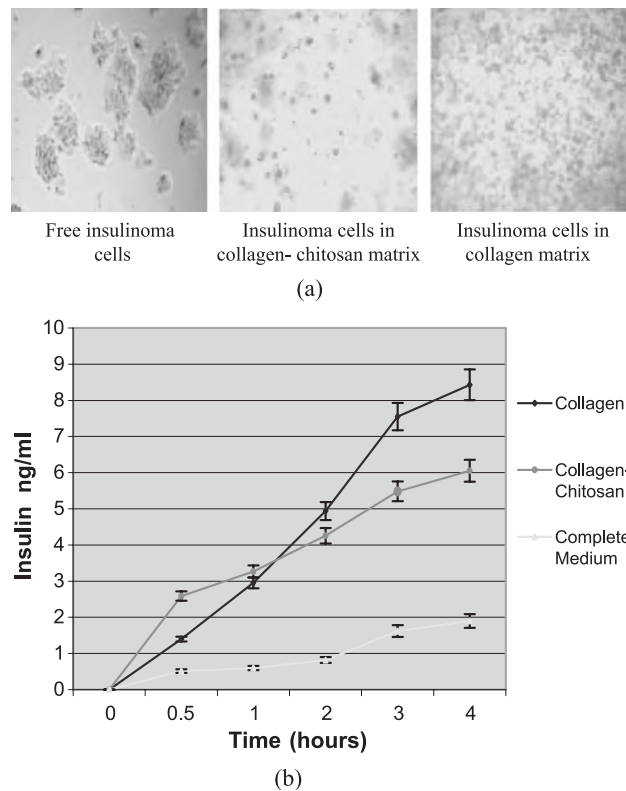 Free insulinoma
cells
Insulinoma cells in
collagen- chitosan matrix
Insulinoma cells in
collagen matrix
(a)
Insulin ng/ml
10
9
8
7
6
5
4
3
2
1
0
0 0.5 1 2 3 4
Time (hours)
Collagen
Collagen-
Chitosan
Complete
Medium
(b)